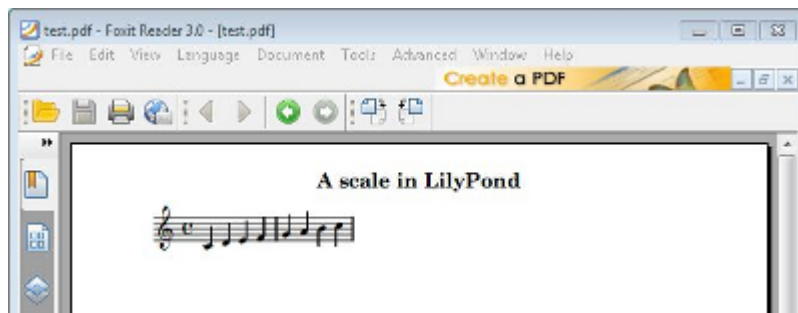 test.pdf - Foxit Reader 3.0 - [test.pdf]
File Edit View Language Document Tools Advanced Window Help
Create a PDF
A scale in LilyPond